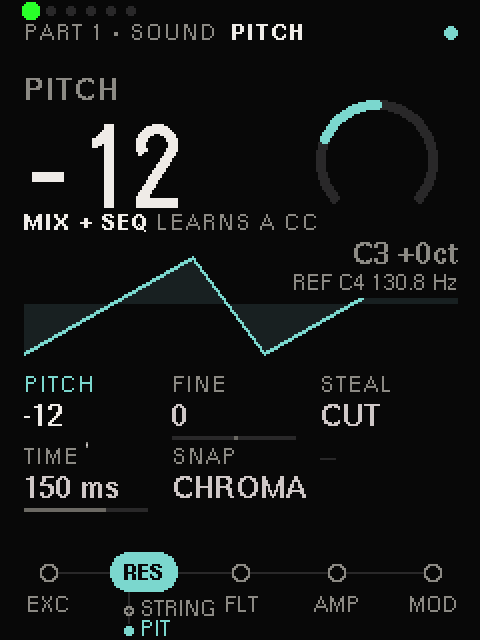 PART 1 · SOUND PITCH
PITCH
-12
MIX + SEQ LEARNS A CC
C3 +0ct
REF C4 130.8 Hz
PITCH FINE STEAL
-12 0 CUT
TIME ' SNAP —
150 ms CHROMA
RES
EXC STRING FLT AMP MOD
PIT